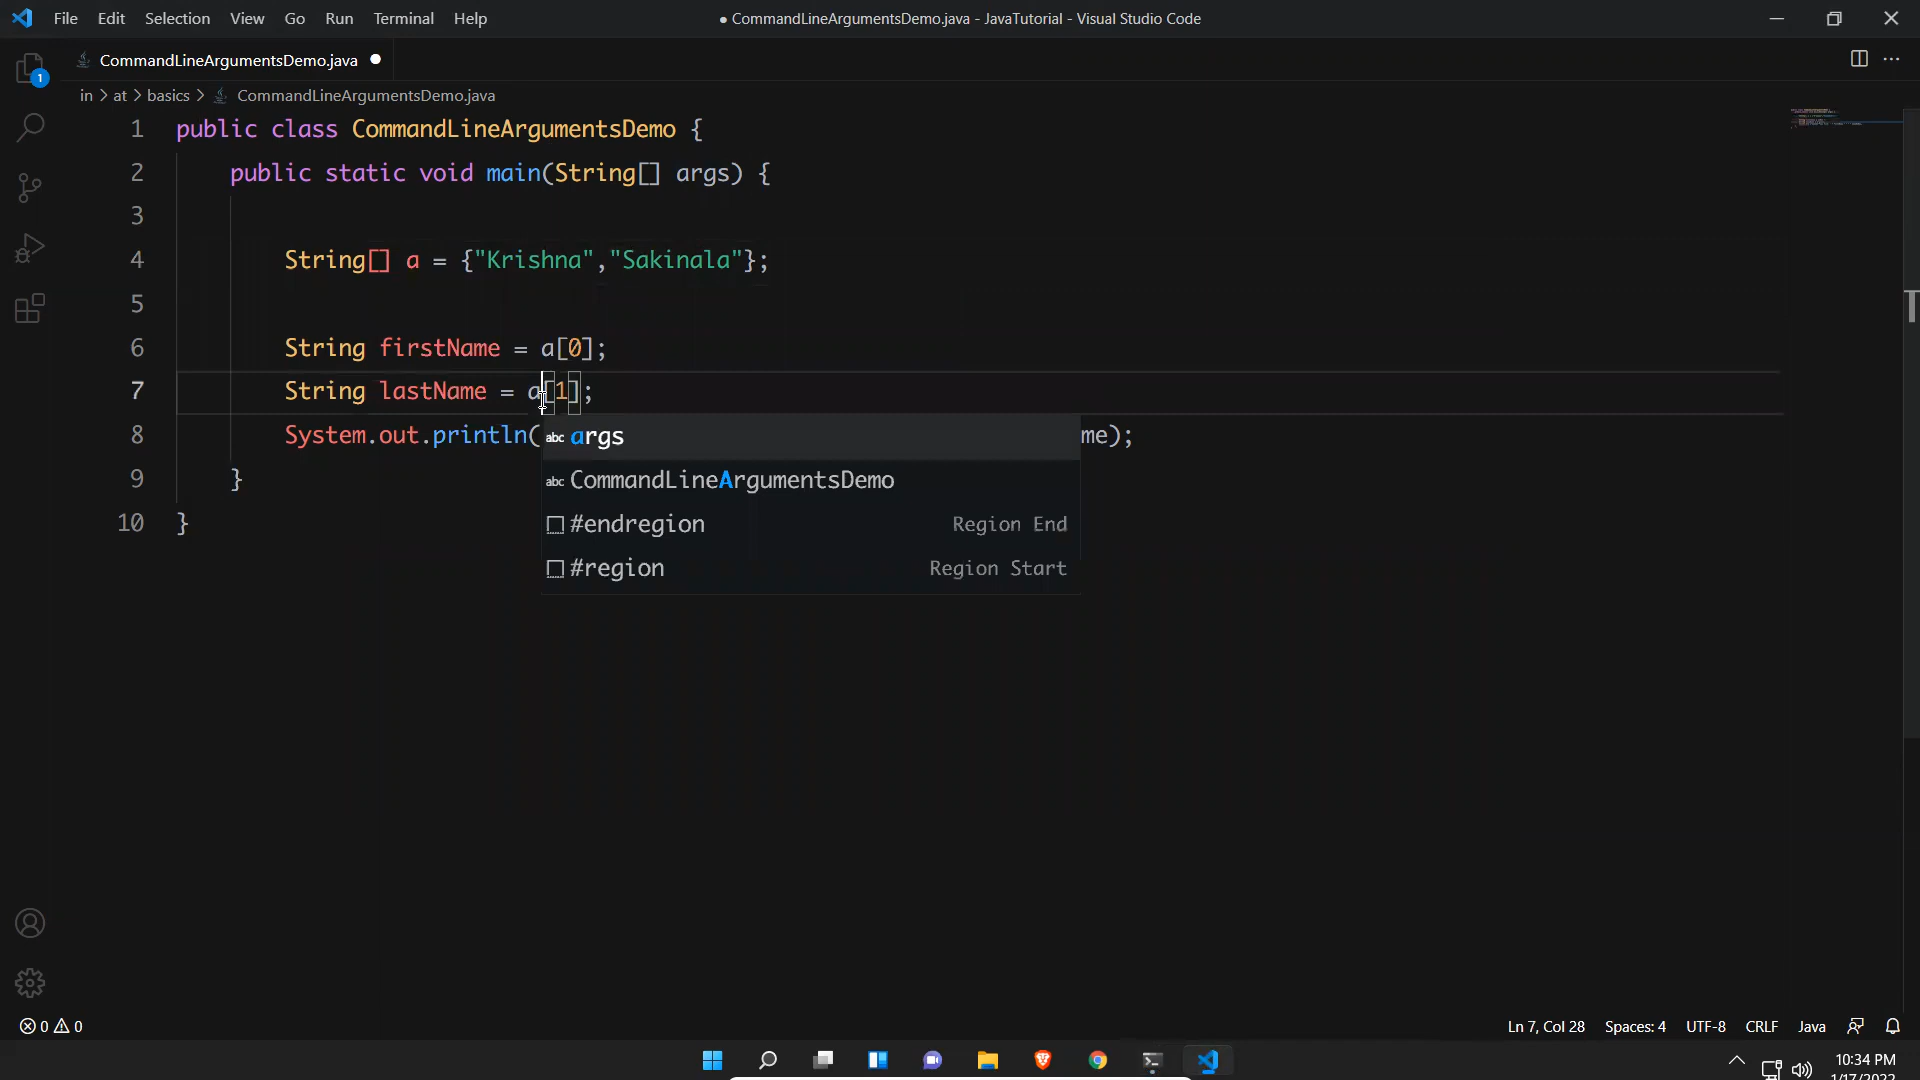 File Edit Selection View Go Run Terminal Help
● CommandLineArgumentsDemo.java - JavaTutorial - Visual Studio Code
CommandLineArgumentsDemo.java ●
1
in > at > basics > CommandLineArgumentsDemo.java
1 public class CommandLineArgumentsDemo {
2 public static void main(String[] args) {
3
4 String[] a = {"Krishna","Sakinala"};
5
6 String firstName = a[0];
7 String lastName = a[1];
8 System.out.println( me);
9 }
10 }
abc args
abc CommandLineArgumentsDemo
#endregion Region End
#region Region Start
0 0
Ln 7, Col 28 Spaces: 4 UTF-8 CRLF Java
10:34 PM
1/17/2022